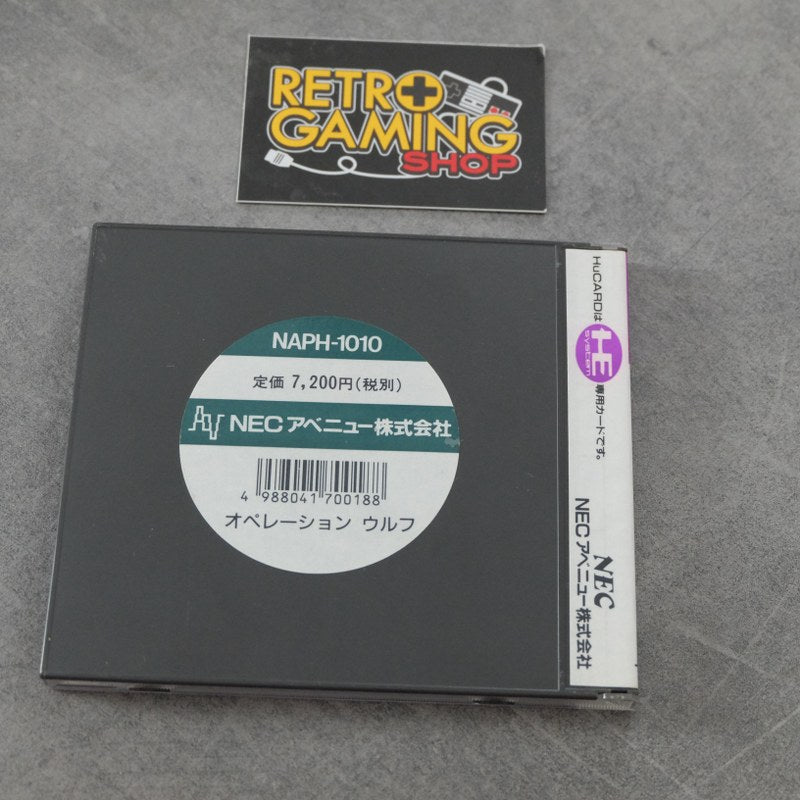 RETRO
GAMING
SHOP
NAPH-1010
定価 7,200円(税別)
NEC アベニュー株式会社
4 988041 700188
オペレーション ウルフ
HuCARDは
HE
system
専用カードです。
NEC
NECアベニュー株式会社